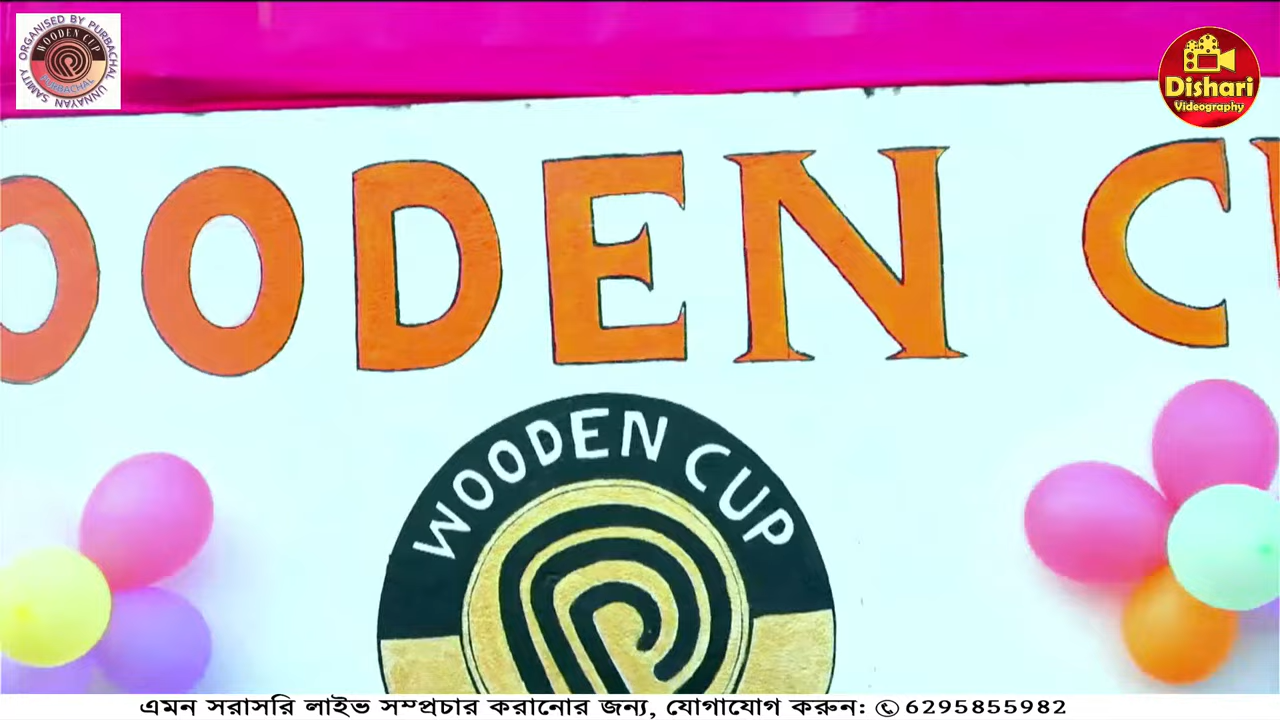 ORGANISED BY PURBACHAL UNNAYAN SAMITY
WOODEN CUP
PURBACHAL
Dishari
Videography
OODEN C
WOODEN CUP
এমন সরাসরি লাইভ সম্প্রচার করানোর জন্য, যোগাযোগ করুন: 6295855982